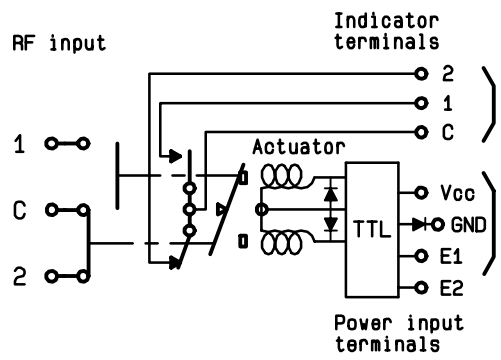 Indicator
terminals
RF input
2
1
C
Actuator
1
C
2
TTL
Vcc
GND
E1
E2
Power input
terminals